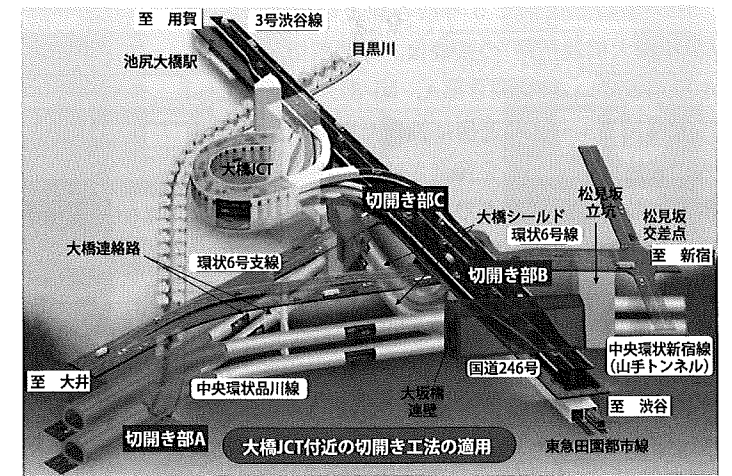 至 用賀
3号渋谷線
目黒川
池尻大橋駅
大橋JCT
切開き部C
松見坂
立坑
大橋シールド
環状6号線
松見坂
交差点
至 新宿
大橋連絡路
環状6号支線
切開き部B
中央環状新宿線
(山手トンネル)
国道246号
至 大井
中央環状品川線
大坂橋
連壁
至 渋谷
切開き部A
大橋JCT付近の切開き工法の適用
東急田園都市線